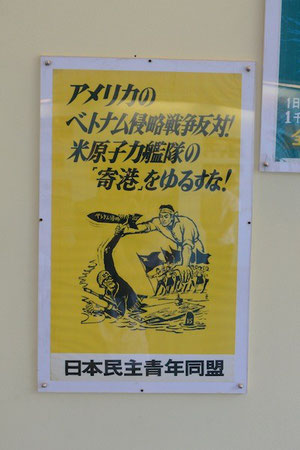 アメリカの
ベトナム侵略戦争反対!
米原子力艦隊の
「寄港」をゆるすな!
日本民主青年同盟